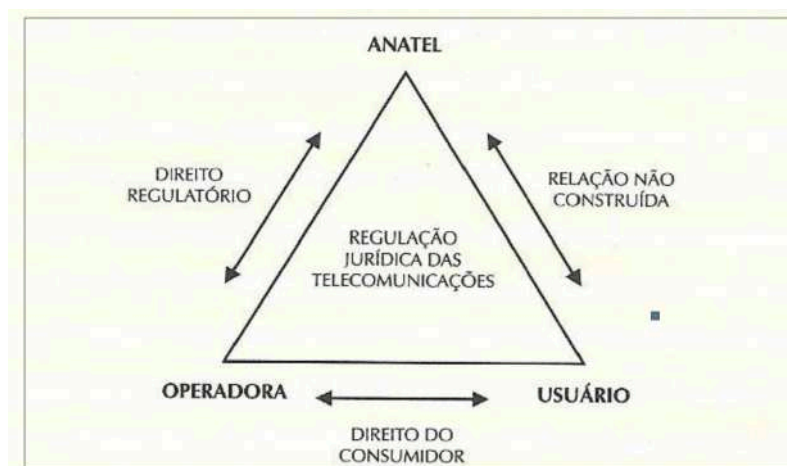 ANATEL
DIREITO
REGULATÓRIO
RELAÇÃO NÃO
CONSTRUÍDA
REGULAÇÃO
JURÍDICA DAS
TELECOMUNICAÇÕES
OPERADORA
USUÁRIO
DIREITO DO
CONSUMIDOR